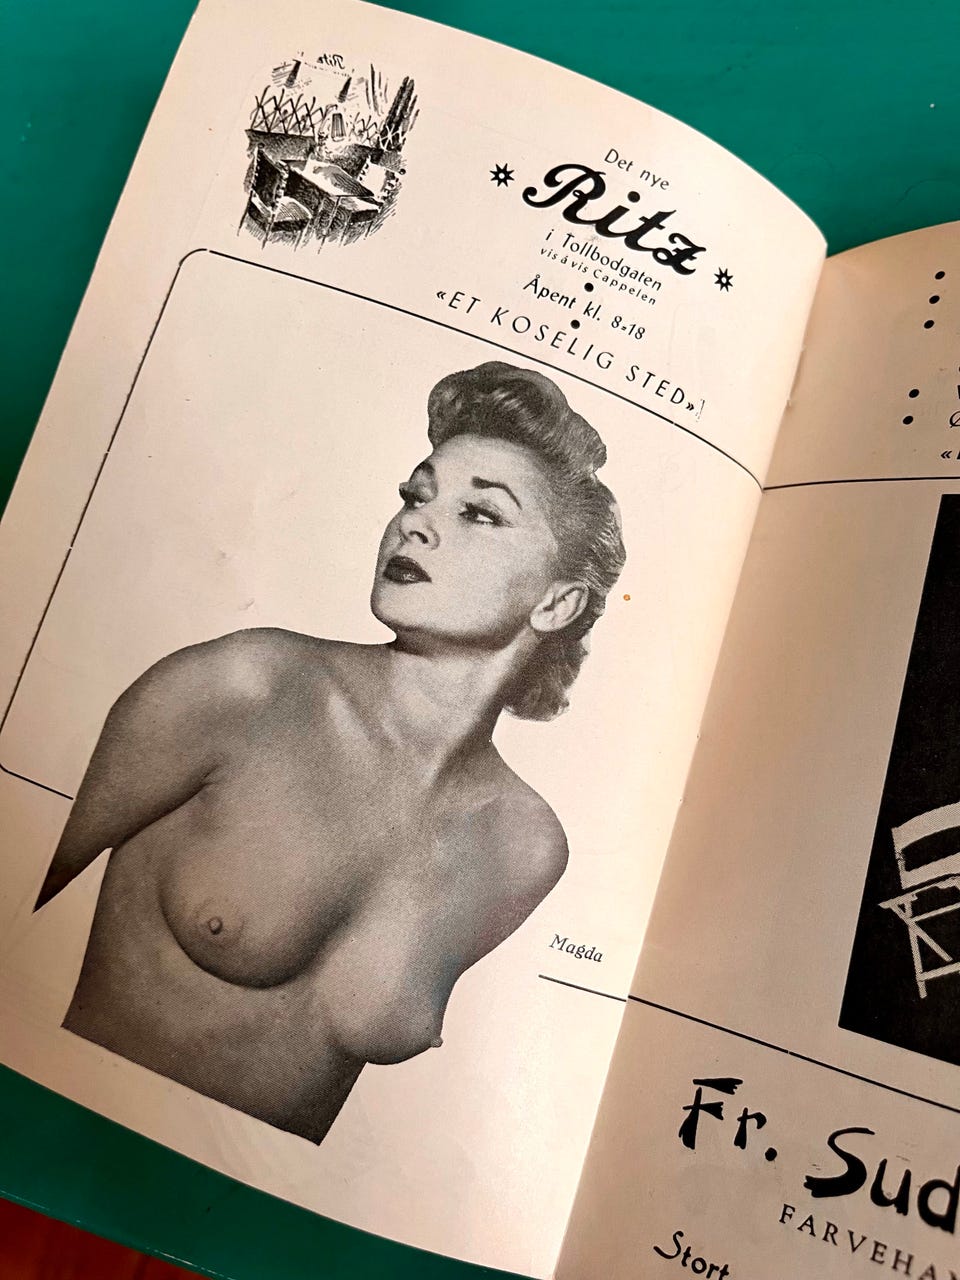 Ritz
Det nye
Ritz
i Tollbodgaten
vis á vis Cappelen
Åpent kl. 8-18
«ET KOSELIG STED»
Magda
Fr. Sud
FARVEHA
Stort